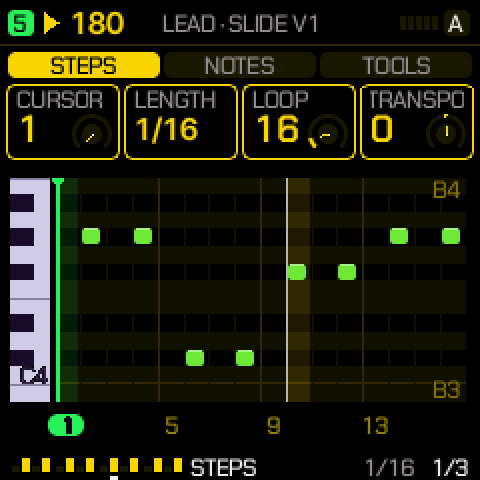 5 180 LEAD · SLIDE V1 A
STEPS NOTES TOOLS
CURSOR LENGTH LOOP TRANSPO
1 1/16 16 0
B4
C4
B3
1 5 9 13
STEPS 1/16 1/3